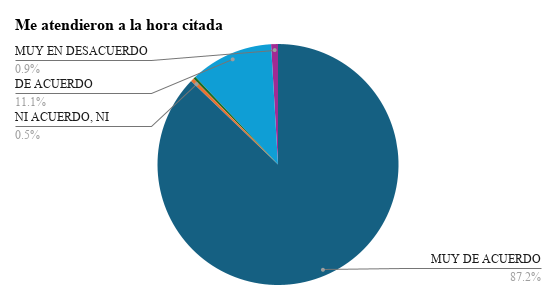 Me atendieron a la hora citada
MUY EN DESACUERDO
0.9%
DE ACUERDO
11.1%
NI ACUERDO, NI
0.5%
MUY DE ACUERDO
87.2%